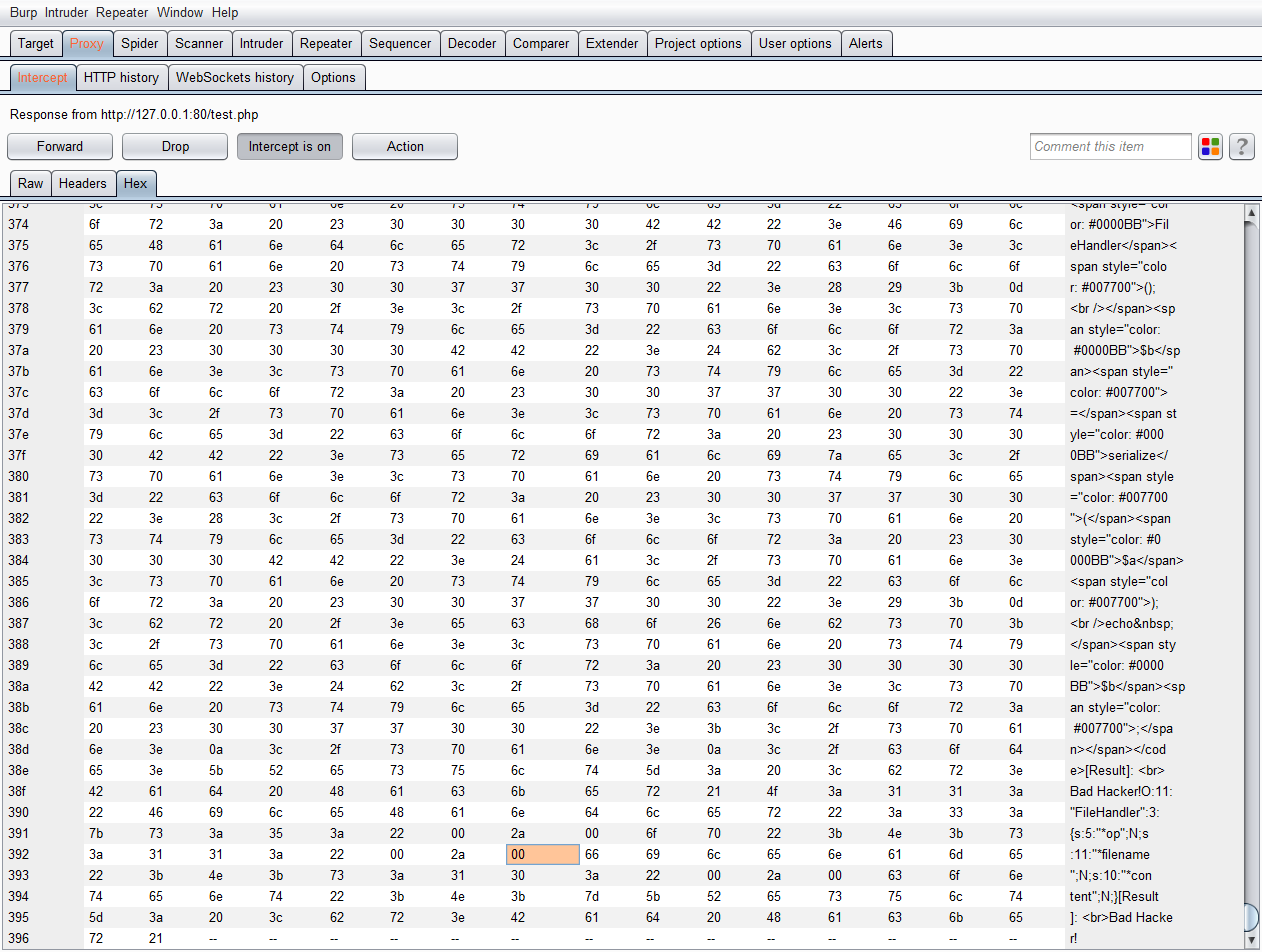 Burp Intruder Repeater Window Help
Target Proxy Spider Scanner Intruder Repeater Sequencer Decoder Comparer Extender Project options User options Alerts
Intercept HTTP history WebSockets history Options
Response from http://127.0.0.1:80/test.php
Forward Drop Intercept is on Action Comment this item ?
Raw Headers Hex
373 3c 73 70 61 6e 20 73 74 79 6c 65 3d 22 63 6f 6c <span style="col
374 6f 72 3a 20 23 30 30 30 30 42 42 22 3e 46 69 6c or: #0000BB">Fil
375 65 48 61 6e 64 6c 65 72 3c 2f 73 70 61 6e 3e 3c eHandler</span><
376 73 70 61 6e 20 73 74 79 6c 65 3d 22 63 6f 6c 6f span style="colo
377 72 3a 20 23 30 30 37 37 30 30 22 3e 28 29 3b 0d r: #007700">();
378 3c 62 72 20 2f 3e 3c 2f 73 70 61 6e 3e 3c 73 70 <br /></span><sp
379 61 6e 20 73 74 79 6c 65 3d 22 63 6f 6c 6f 72 3a an style="color:
37a 20 23 30 30 30 30 42 42 22 3e 24 62 3c 2f 73 70 #0000BB">$b</sp
37b 61 6e 3e 3c 73 70 61 6e 20 73 74 79 6c 65 3d 22 an><span style="
37c 63 6f 6c 6f 72 3a 20 23 30 30 37 37 30 30 22 3e color: #007700">
37d 3d 3c 2f 73 70 61 6e 3e 3c 73 70 61 6e 20 73 74 =</span><span st
37e 79 6c 65 3d 22 63 6f 6c 6f 72 3a 20 23 30 30 30 yle="color: #000
37f 30 42 42 22 3e 73 65 72 69 61 6c 69 7a 65 3c 2f 0BB">serialize</
380 73 70 61 6e 3e 3c 73 70 61 6e 20 73 74 79 6c 65 span><span style
381 3d 22 63 6f 6c 6f 72 3a 20 23 30 30 37 37 30 30 ="color: #007700
382 22 3e 28 3c 2f 73 70 61 6e 3e 3c 73 70 61 6e 20 ">(</span><span
383 73 74 79 6c 65 3d 22 63 6f 6c 6f 72 3a 20 23 30 style="color: #0
384 30 30 30 42 42 22 3e 24 61 3c 2f 73 70 61 6e 3e 000BB">$a</span>
385 3c 73 70 61 6e 20 73 74 79 6c 65 3d 22 63 6f 6c <span style="col
386 6f 72 3a 20 23 30 30 37 37 30 30 22 3e 29 3b 0d or: #007700">);
387 3c 62 72 20 2f 3e 65 63 68 6f 26 6e 62 73 70 3b <br />echo&nbsp;
388 3c 2f 73 70 61 6e 3e 3c 73 70 61 6e 20 73 74 79 </span><span sty
389 6c 65 3d 22 63 6f 6c 6f 72 3a 20 23 30 30 30 30 le="color: #0000
38a 42 42 22 3e 24 62 3c 2f 73 70 61 6e 3e 3c 73 70 BB">$b</span><sp
38b 61 6e 20 73 74 79 6c 65 3d 22 63 6f 6c 6f 72 3a an style="color:
38c 20 23 30 30 37 37 30 30 22 3e 3b 3c 2f 73 70 61 #007700">;</spa
38d 6e 3e 0a 3c 2f 73 70 61 6e 3e 0a 3c 2f 63 6f 64 n></span></cod
38e 65 3e 5b 52 65 73 75 6c 74 5d 3a 20 3c 62 72 3e e>[Result]: <br>
38f 42 61 64 20 48 61 63 6b 65 72 21 4f 3a 31 31 3a Bad Hacker!O:11:
390 22 46 69 6c 65 48 61 6e 64 6c 65 72 22 3a 33 3a "FileHandler":3:
391 7b 73 3a 35 3a 22 00 2a 00 6f 70 22 3b 4e 3b 73 {s:5:"*op";N;s
392 3a 31 31 3a 22 00 2a 00 66 69 6c 65 6e 61 6d 65 :11:"*filename
393 22 3b 4e 3b 73 3a 31 30 3a 22 00 2a 00 63 6f 6e ";N;s:10:"*con
394 74 65 6e 74 22 3b 4e 3b 7d 5b 52 65 73 75 6c 74 tent";N;}[Result
395 5d 3a 20 3c 62 72 3e 42 61 64 20 48 61 63 6b 65 ]: <br>Bad Hacke
396 72 21 -- -- -- -- -- -- -- -- -- -- -- -- -- -- r!